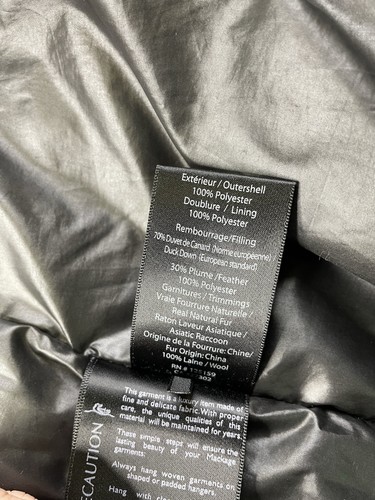 Extérieur / Outershell
100% Polyester
Doublure / Lining
100% Polyester
Rembourrage/Filling
70% Duvet de Canard (Norme européenne)
Duck Down (European standard)
30% Plume/Feather
Garnitures / Trimmings
Vraie Fourrure Naturelle /
Real Natural Fur
Raton Laveur Asiatique /
Asiatic Raccoon
Origine de la Fourrure: Chine/
Fur Origin: China
100% Laine / Wool
RN #
CAUTION
This garment is a luxury item made of
fine and delicate fabric. With proper
care, the unique qualities of this
material will be maintained for years.
These simple steps will ensure the
lasting beauty of your Mackage
garments:
Always hang woven garments on
shaped or padded hangers.
Hang with